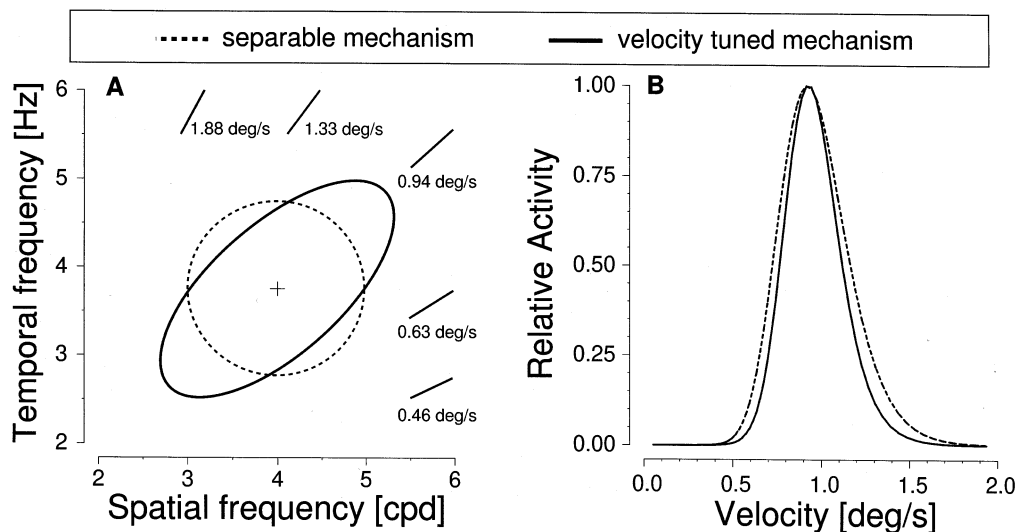 separable mechanism
velocity tuned mechanism
A
Temporal frequency [Hz]
6
5
4
3
2
1.88 deg/s
1.33 deg/s
0.94 deg/s
0.63 deg/s
0.46 deg/s
2 3 4 5 6
Spatial frequency [cpd]
B
Relative Activity
1.00
0.75
0.50
0.25
0.00
0.0 0.5 1.0 1.5 2.0
Velocity [deg/s]